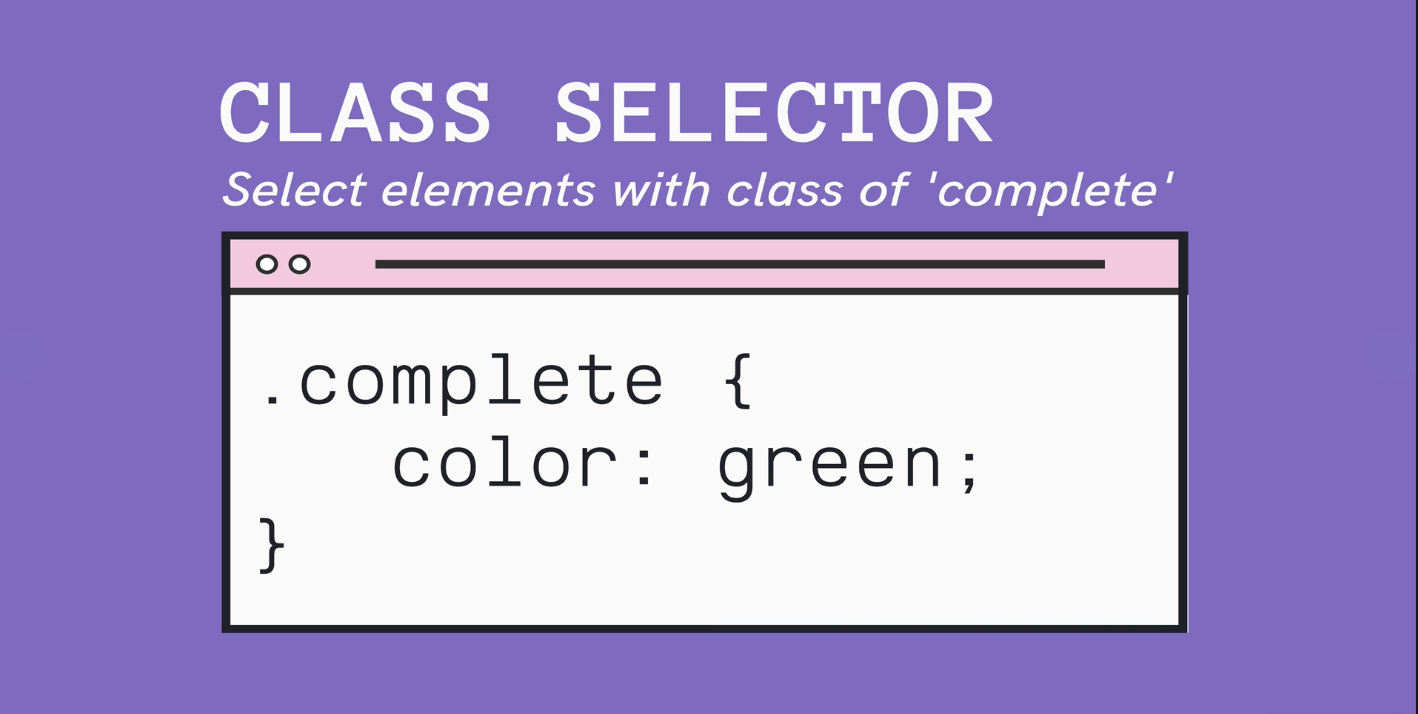 CLASS SELECTOR
Select elements with class of 'complete'
.complete {
   color: green;
}